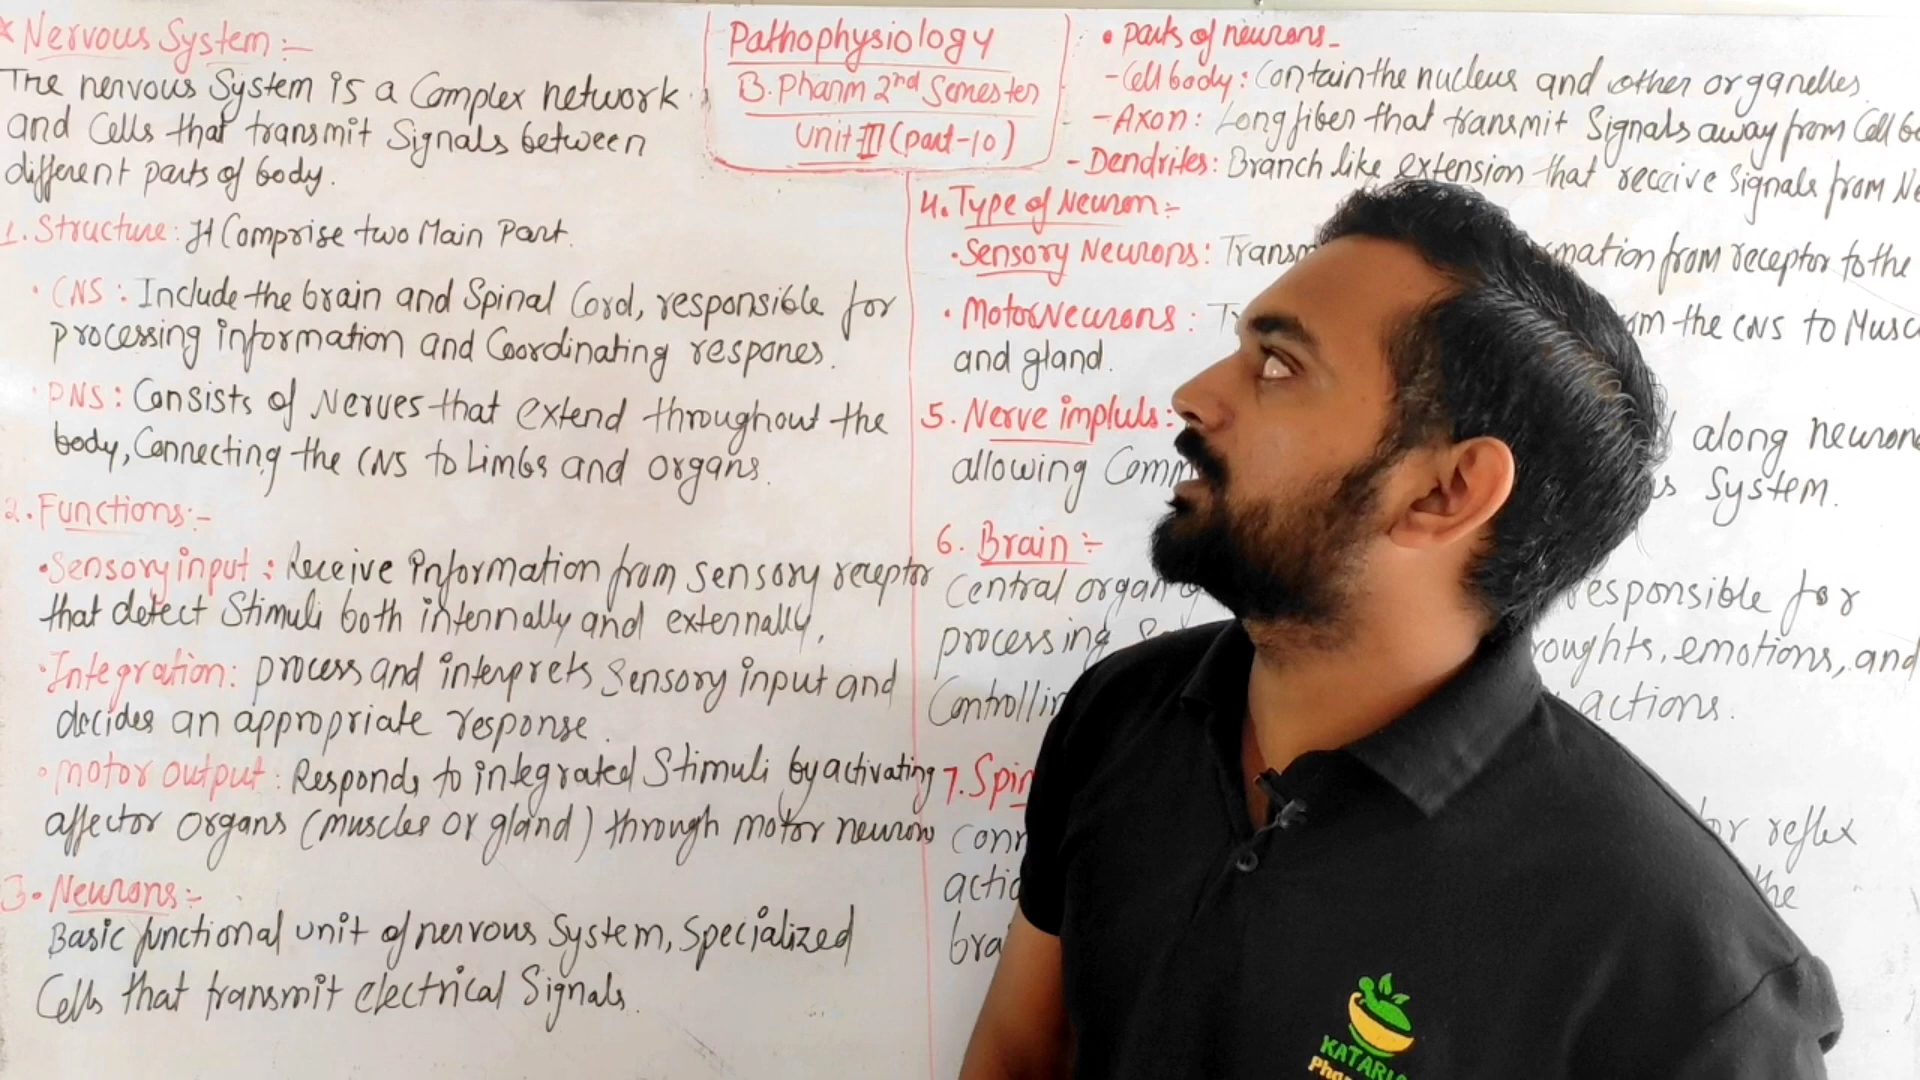 * Nervous System :-
The nervous System is a Complex network
and Cells that transmit Signals between
different parts of body.
1. Structure: It Comprise two Main Part.
• CNS : Include the brain and Spinal Cord, responsible for
processing information and Coordinating respones.
• PNS : Consists of Nerves that extend throughout the
body, Connecting the CNS to Limbs and organs.
2. Functions :-
• Sensory input : Receive Information from sensory receptor
that detect Stimuli both internally and externally.
• Integration: process and interprets Sensory input and
decides an appropriate response.
• motor output : Responds to integrated Stimuli by activating
affector organs (muscles or gland) through motor neurons
3. Neurons :-
Basic functional unit of nervous System, Specialized
Cells that transmit electrical Signals.
Pathophysiology
B. Pharm 2nd Semester
Unit III (part-10)
• parts of neurons -
- Cell body : Contain the nucleus and other organelles
- Axon : Long fiber that transmit Signals away from Cell
- Dendrites: Branch like extension that receive Signals from
4. Type of Neuron :-
• Sensory Neurons : from receptor to the
• Motor Neurons : the CNS to
and gland.
5. Nerve impluls : along
allowing System.
6. Brain :-
Central organ responsible for
processing emotions, and
actions.
7.
reflex
the
KATARIA